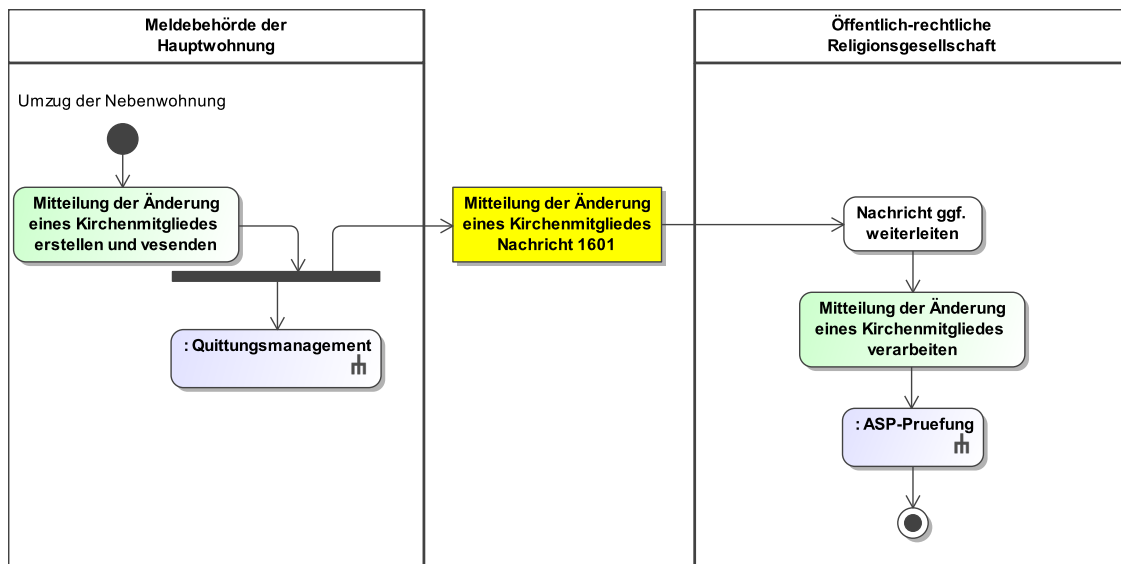 Meldebehörde der
Hauptwohnung
Öffentlich-rechtliche
Religionsgesellschaft
Umzug der Nebenwohnung
Mitteilung der Änderung
eines Kirchenmitgliedes
erstellen und vesenden
Mitteilung der Änderung
eines Kirchenmitgliedes
Nachricht 1601
Nachricht ggf.
weiterleiten
: Quittungsmanagement
Mitteilung der Änderung
eines Kirchenmitgliedes
verarbeiten
: ASP-Pruefung